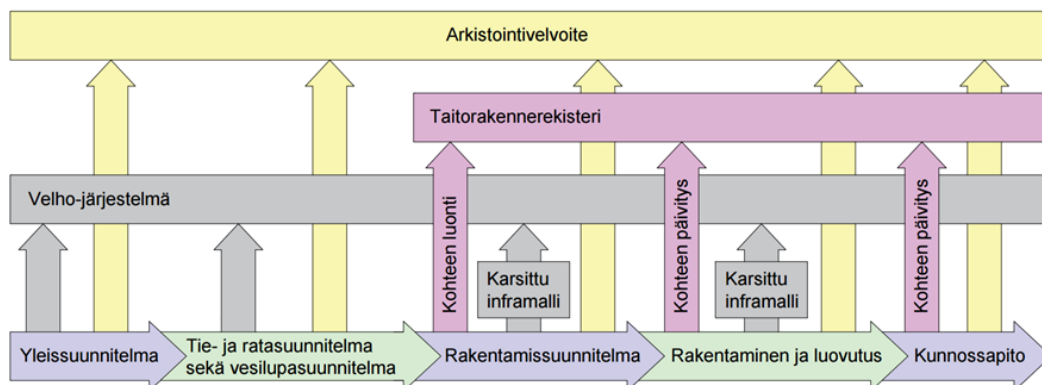 Arkistointivelvoite
Taitorakennerekisteri
Velho-järjestelmä
Kohteen luonti
Karsittu
inframalli
Kohteen päivitys
Karsittu
inframalli
Kohteen päivitys
Yleissuunnitelma
Tie- ja ratasuunnitelma
sekä vesilupasuunnitelma
Rakentamissuunnitelma
Rakentaminen ja luovutus
Kunnossapito